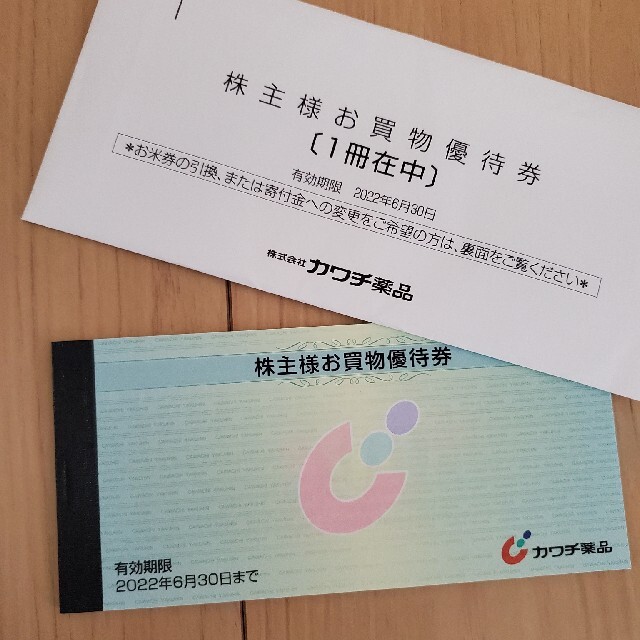 株主様お買物優待券
〔1冊在中〕
有効期限 2022年6月30日
*お米券の引換、または寄付金への変更をご希望の方は、裏面をご覧ください*
株式会社カワチ薬品
株主様お買物優待券
カワチ薬品
有効期限
2022年6月30日まで